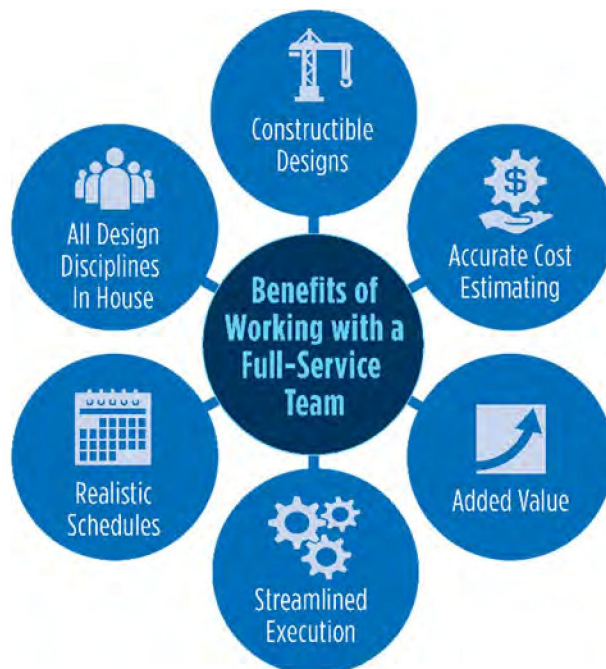 Constructible
Designs
$
Accurate Cost
Estimating
Added Value
Streamlined
Execution
Realistic
Schedules
All Design
Disciplines
In House
Benefits of
Working with a
Full-Service
Team